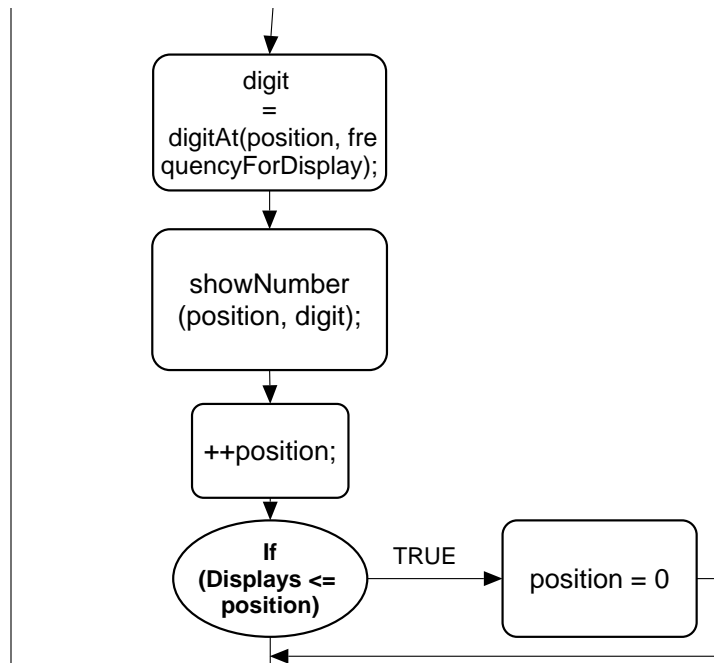 digit
=
digitAt(position, fre
quencyForDisplay);
showNumber
(position, digit);
++position;
If
(Displays <=
position)
TRUE
position = 0